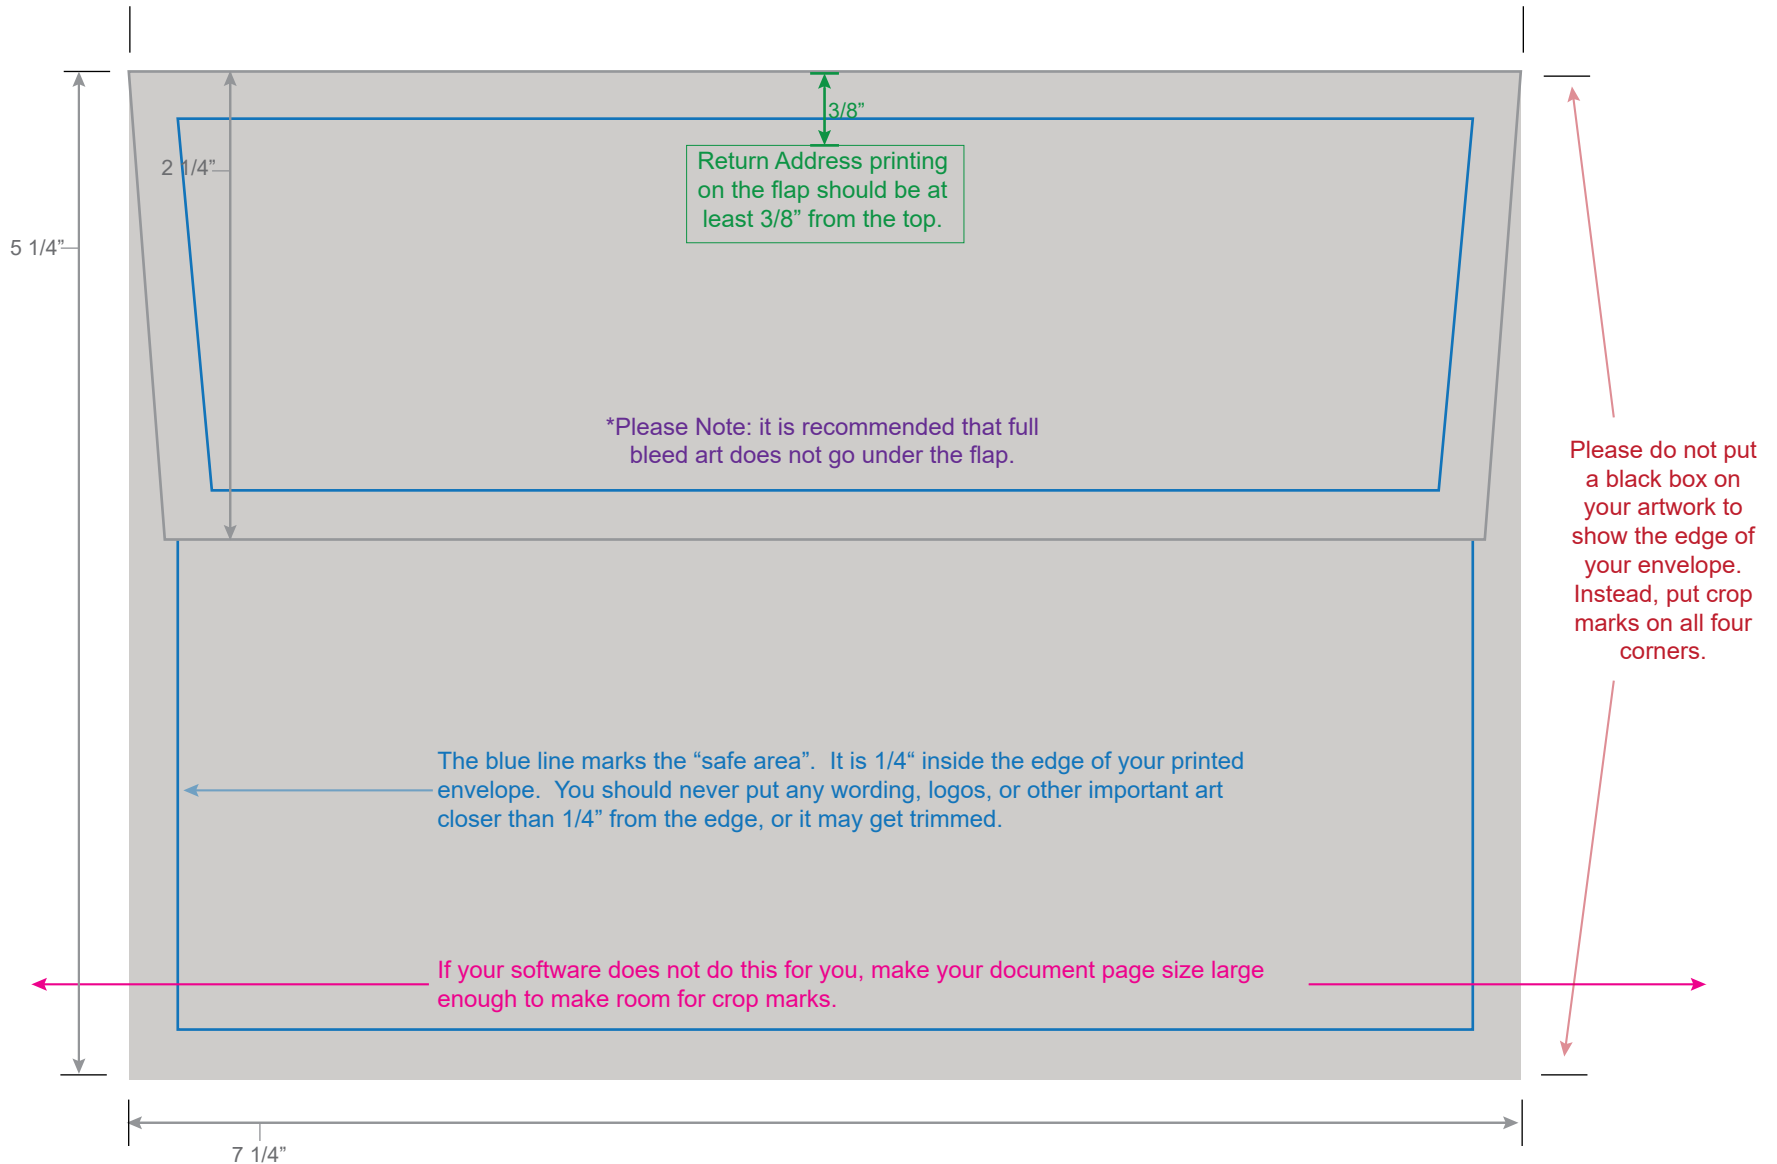 3/8”
Return Address printing
on the flap should be at
least 3/8” from the top.
2 1/4”
5 1/4”
*Please Note: it is recommended that full
bleed art does not go under the flap.
Please do not put
a black box on
your artwork to
show the edge of
your envelope.
Instead, put crop
marks on all four
corners.
The blue line marks the “safe area”.  It is 1/4“ inside the edge of your printed
envelope.  You should never put any wording, logos, or other important art
closer than 1/4” from the edge, or it may get trimmed.
If your software does not do this for you, make your document page size large
enough to make room for crop marks.
7 1/4”